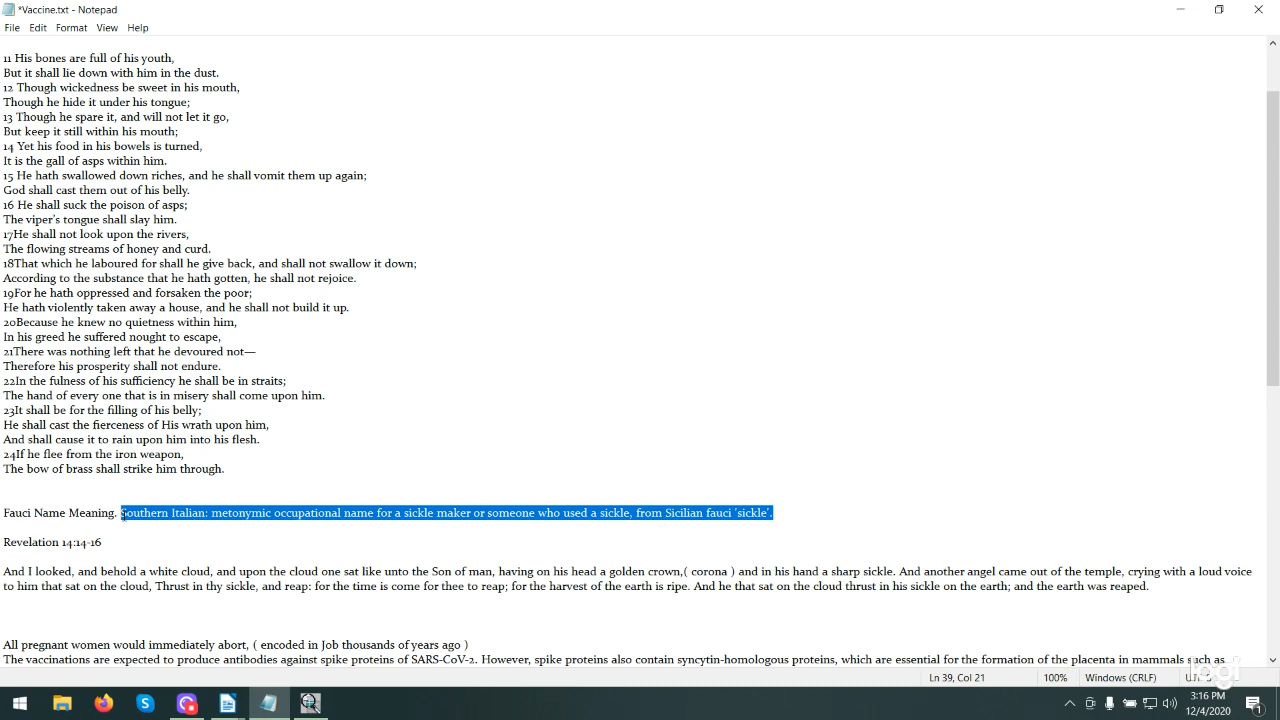 *Vaccine.txt - Notepad
File Edit Format View Help
11 His bones are full of his youth,
But it shall lie down with him in the dust.
12 Though wickedness be sweet in his mouth,
Though he hide it under his tongue;
13 Though he spare it, and will not let it go,
But keep it still within his mouth;
14 Yet his food in his bowels is turned,
It is the gall of asps within him.
15 He hath swallowed down riches, and he shall vomit them up again;
God shall cast them out of his belly.
16 He shall suck the poison of asps;
The viper's tongue shall slay him.
17He shall not look upon the rivers,
The flowing streams of honey and curd.
18That which he laboured for shall he give back, and shall not swallow it down;
According to the substance that he hath gotten, he shall not rejoice.
19For he hath oppressed and forsaken the poor;
He hath violently taken away a house, and he shall not build it up.
20Because he knew no quietness within him,
In his greed he suffered nought to escape,
21There was nothing left that he devoured not—
Therefore his prosperity shall not endure.
22In the fulness of his sufficiency he shall be in straits;
The hand of every one that is in misery shall come upon him.
23It shall be for the filling of his belly;
He shall cast the fierceness of His wrath upon him,
And shall cause it to rain upon him into his flesh.
24If he flee from the iron weapon,
The bow of brass shall strike him through.
Fauci Name Meaning. Southern Italian: metonymic occupational name for a sickle maker or someone who used a sickle, from Sicilian fauci 'sickle'.
Revelation 14:14-16
And I looked, and behold a white cloud, and upon the cloud one sat like unto the Son of man, having on his head a golden crown,( corona ) and in his hand a sharp sickle. And another angel came out of the temple, crying with a loud voice
to him that sat on the cloud, Thrust in thy sickle, and reap: for the time is come for thee to reap; for the harvest of the earth is ripe. And he that sat on the cloud thrust in his sickle on the earth; and the earth was reaped.
All pregnant women would immediately abort, ( encoded in Job thousands of years ago )
The vaccinations are expected to produce antibodies against spike proteins of SARS-CoV-2. However, spike proteins also contain syncytin-homologous proteins, which are essential for the formation of the placenta in mammals such as
Ln 39, Col 21 100% Windows (CRLF)
logi
3:16 PM
12/4/2020